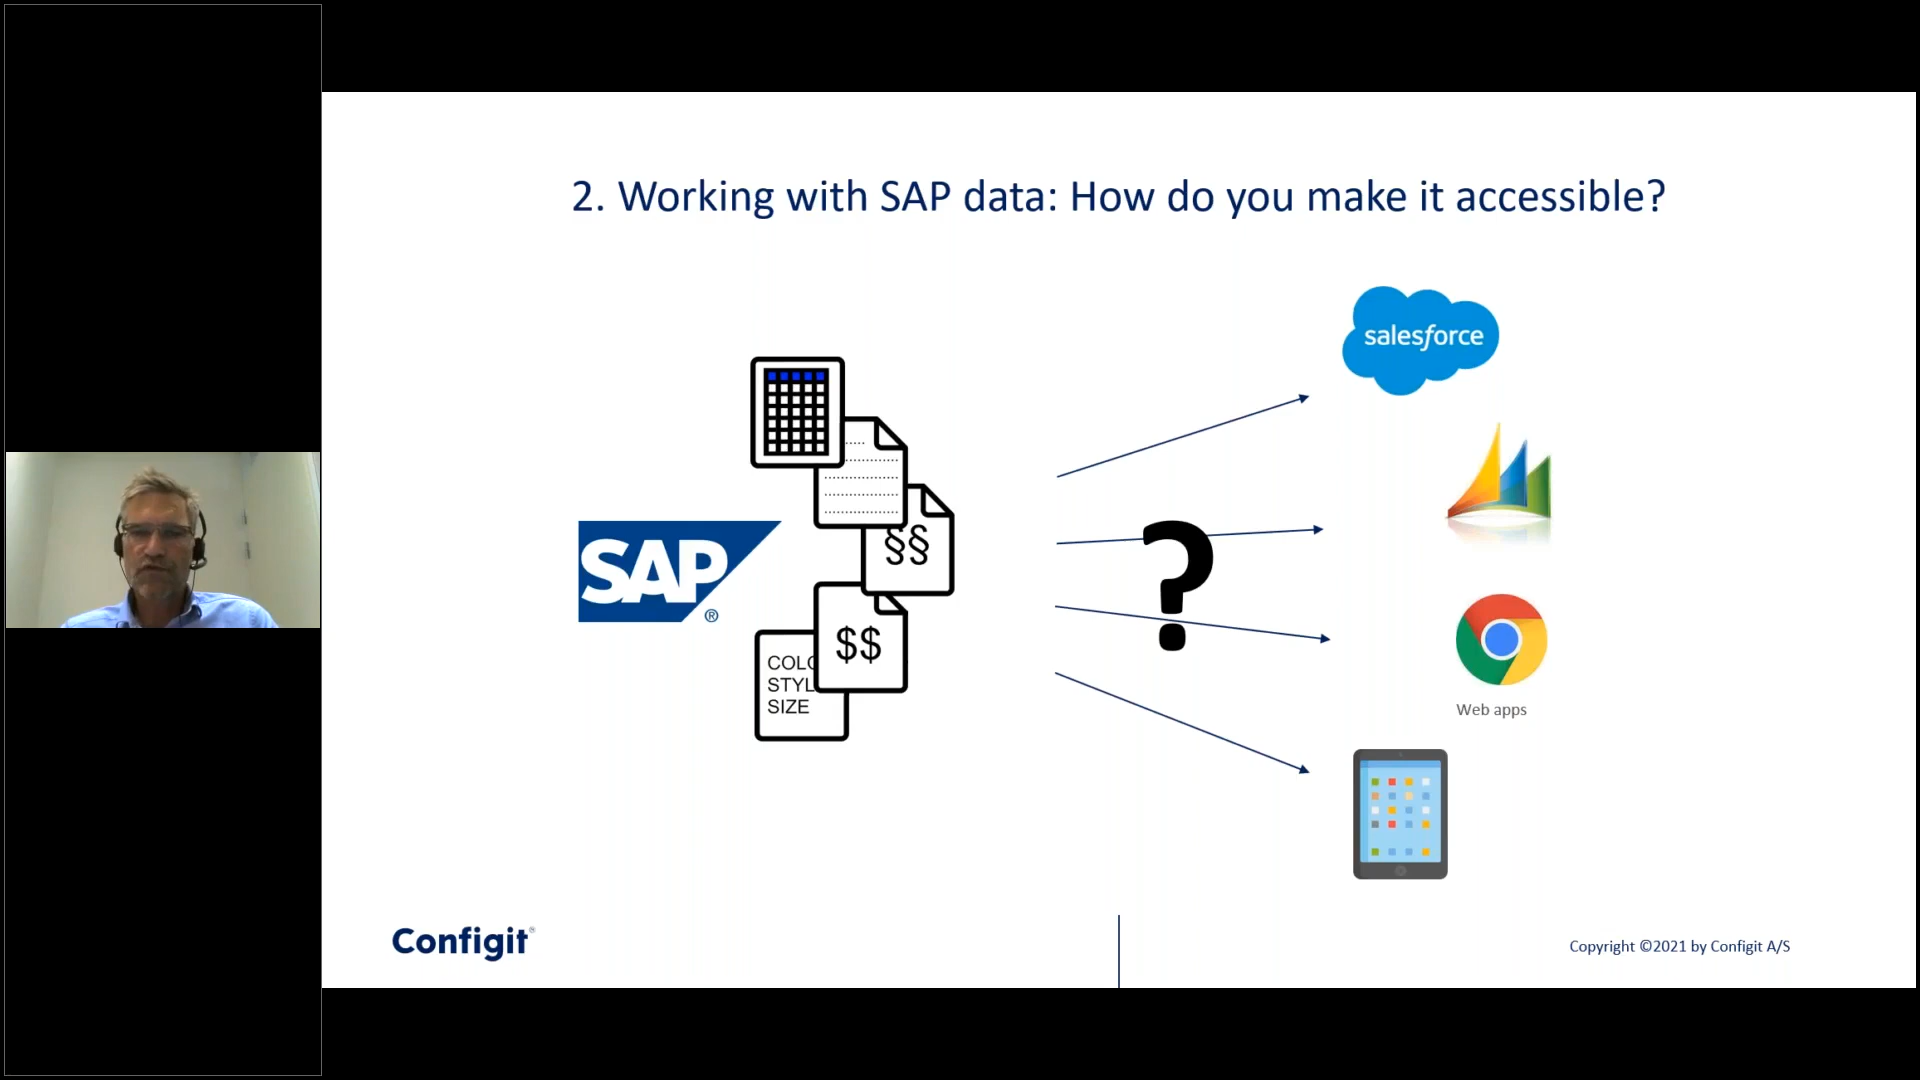 2. Working with SAP data: How do you make it accessible?
salesforce
§§
SAP
®
$$
COLO
STYL
SIZE
?
Web apps
Configit®
Copyright ©2021 by Configit A/S